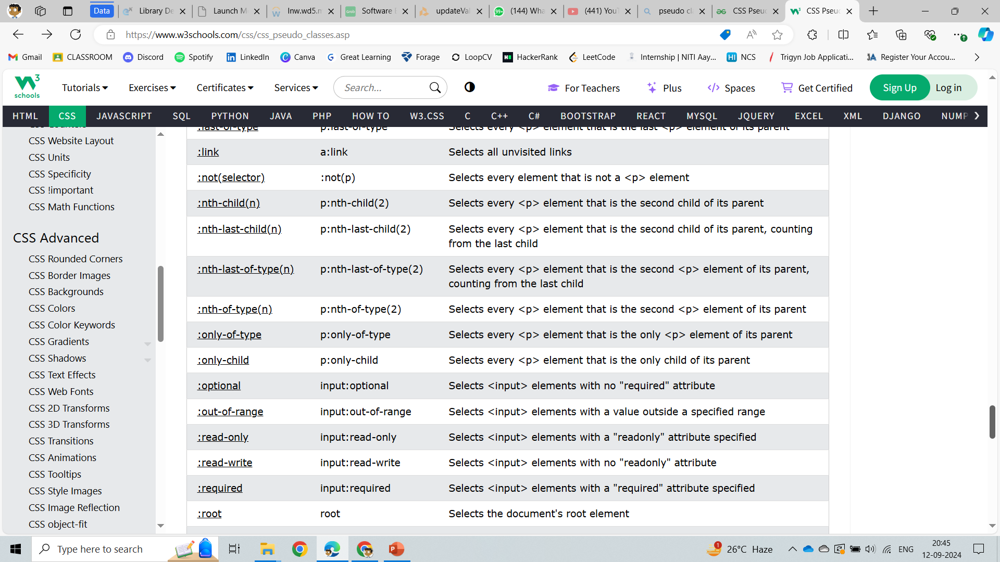 Data
Library De
Launch M
lnw.wd5.m
Grab
Software E
updateVal
99+
(144) Wha
(441) YouT
pseudo cl
CSS Pseud
CSS Pseud
https://www.w3schools.com/css/css_pseudo_classes.asp
Gmail
CLASSROOM
Discord
Spotify
LinkedIn
Canva
Great Learning
Forage
LoopCV
HackerRank
LeetCode
Internship | NITI Aay...
NCS
Trigyn Job Applicati...
Register Your Accou...
W3
schools
Tutorials
Exercises
Certificates
Services
Search...
For Teachers
Plus
Spaces
Get Certified
Sign Up
Log in
HTML
CSS
JAVASCRIPT
SQL
PYTHON
JAVA
PHP
HOW TO
W3.CSS
C
C++
C#
BOOTSTRAP
REACT
MYSQL
JQUERY
EXCEL
XML
DJANGO
NUMP
CSS Counters
CSS Website Layout
CSS Units
CSS Specificity
CSS !important
CSS Math Functions
CSS Advanced
CSS Rounded Corners
CSS Border Images
CSS Backgrounds
CSS Colors
CSS Color Keywords
CSS Gradients
CSS Shadows
CSS Text Effects
CSS Web Fonts
CSS 2D Transforms
CSS 3D Transforms
CSS Transitions
CSS Animations
CSS Tooltips
CSS Style Images
CSS Image Reflection
CSS object-fit
:last-of-type p:last-of-type Selects every <p> element that is the last <p> element of its parent
:link a:link Selects all unvisited links
:not(selector) :not(p) Selects every element that is not a <p> element
:nth-child(n) p:nth-child(2) Selects every <p> element that is the second child of its parent
:nth-last-child(n) p:nth-last-child(2) Selects every <p> element that is the second child of its parent, counting
from the last child
:nth-last-of-type(n) p:nth-last-of-type(2) Selects every <p> element that is the second <p> element of its parent,
counting from the last child
:nth-of-type(n) p:nth-of-type(2) Selects every <p> element that is the second <p> element of its parent
:only-of-type p:only-of-type Selects every <p> element that is the only <p> element of its parent
:only-child p:only-child Selects every <p> element that is the only child of its parent
:optional input:optional Selects <input> elements with no "required" attribute
:out-of-range input:out-of-range Selects <input> elements with a value outside a specified range
:read-only input:read-only Selects <input> elements with a "readonly" attribute specified
:read-write input:read-write Selects <input> elements with no "readonly" attribute
:required input:required Selects <input> elements with a "required" attribute specified
:root root Selects the document's root element
Type here to search
1
26°C Haze
ENG
20:45
12-09-2024